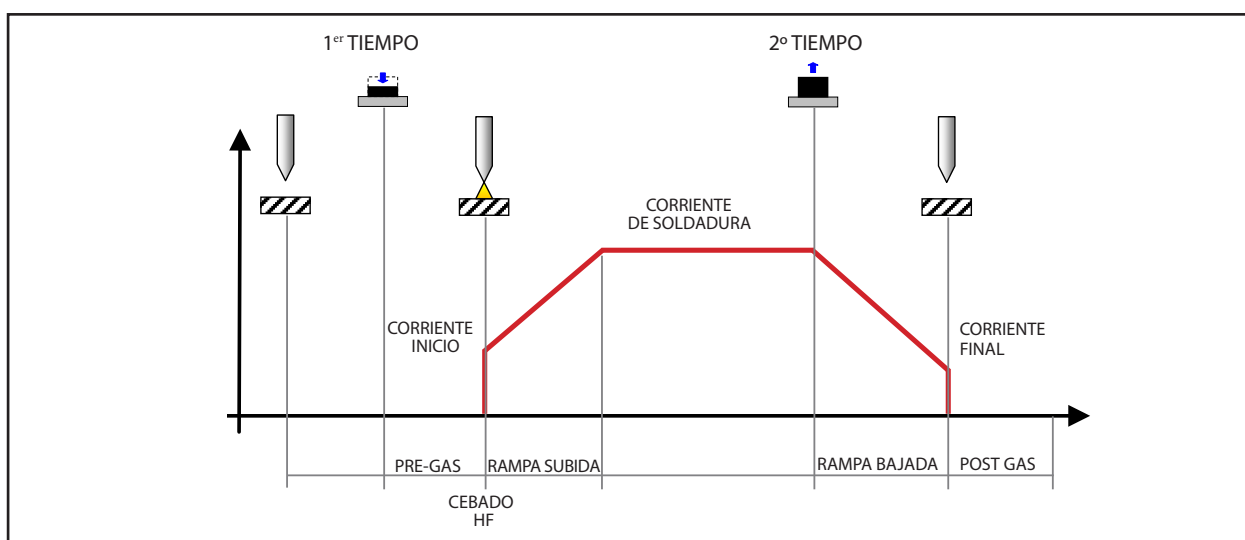 1er TIEMPO
2º TIEMPO
CORRIENTE
DE SOLDADURA
CORRIENTE
INICIO
CORRIENTE
FINAL
PRE-GAS
RAMPA SUBIDA
RAMPA BAJADA
POST GAS
CEBADO
HF